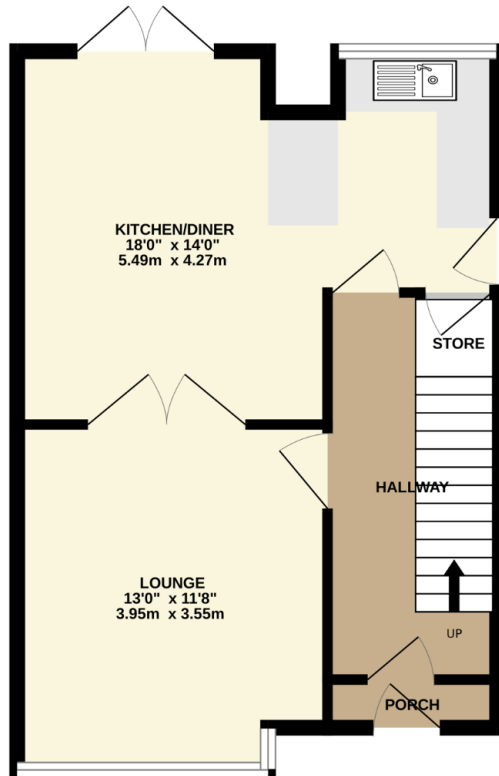 KITCHEN/DINER
18'0" x 14'0"
5.49m x 4.27m
STORE
HALLWAY
LOUNGE
13'0" x 11'8"
3.95m x 3.55m
UP
PORCH